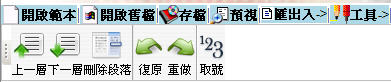 開啟範本 開啟舊檔 存檔 預視 匯出入-> 工具->
123
上一層 下一層 刪除段落 復原 重做 取號